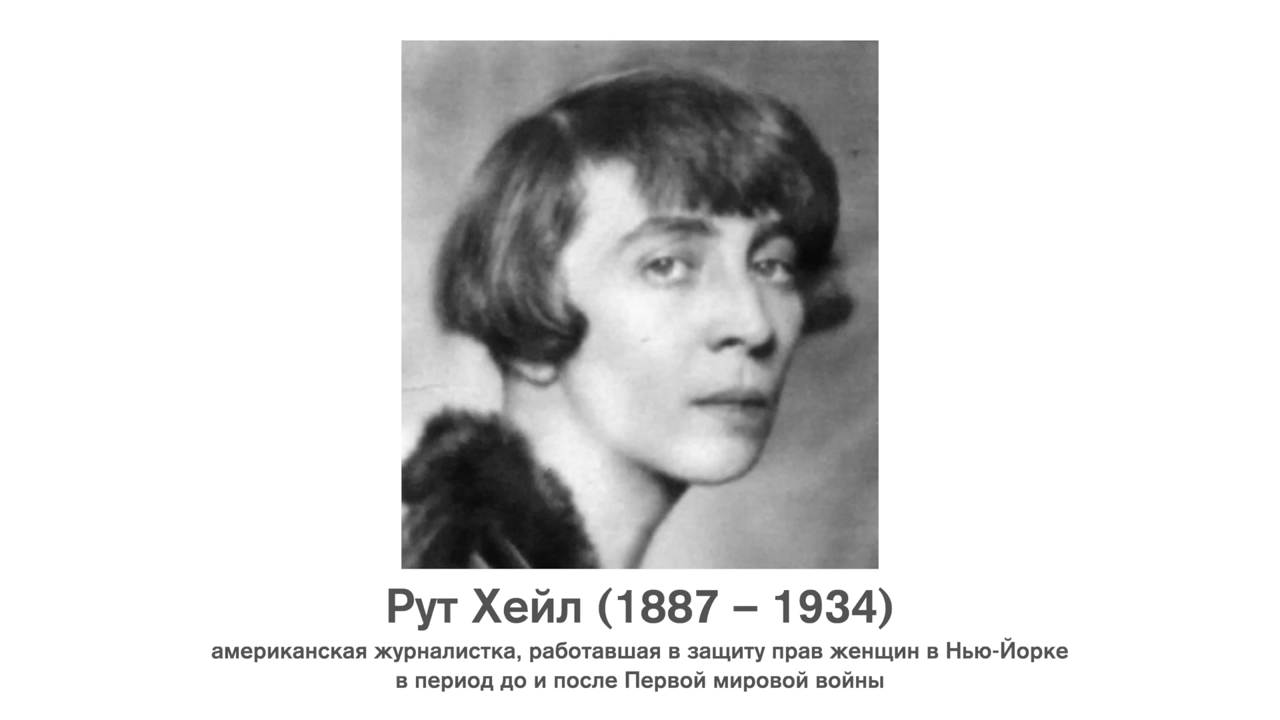 Рут Хейл (1887 – 1934)
американская журналистка, работавшая в защиту прав женщин в Нью-Йорке
в период до и после Первой мировой войны